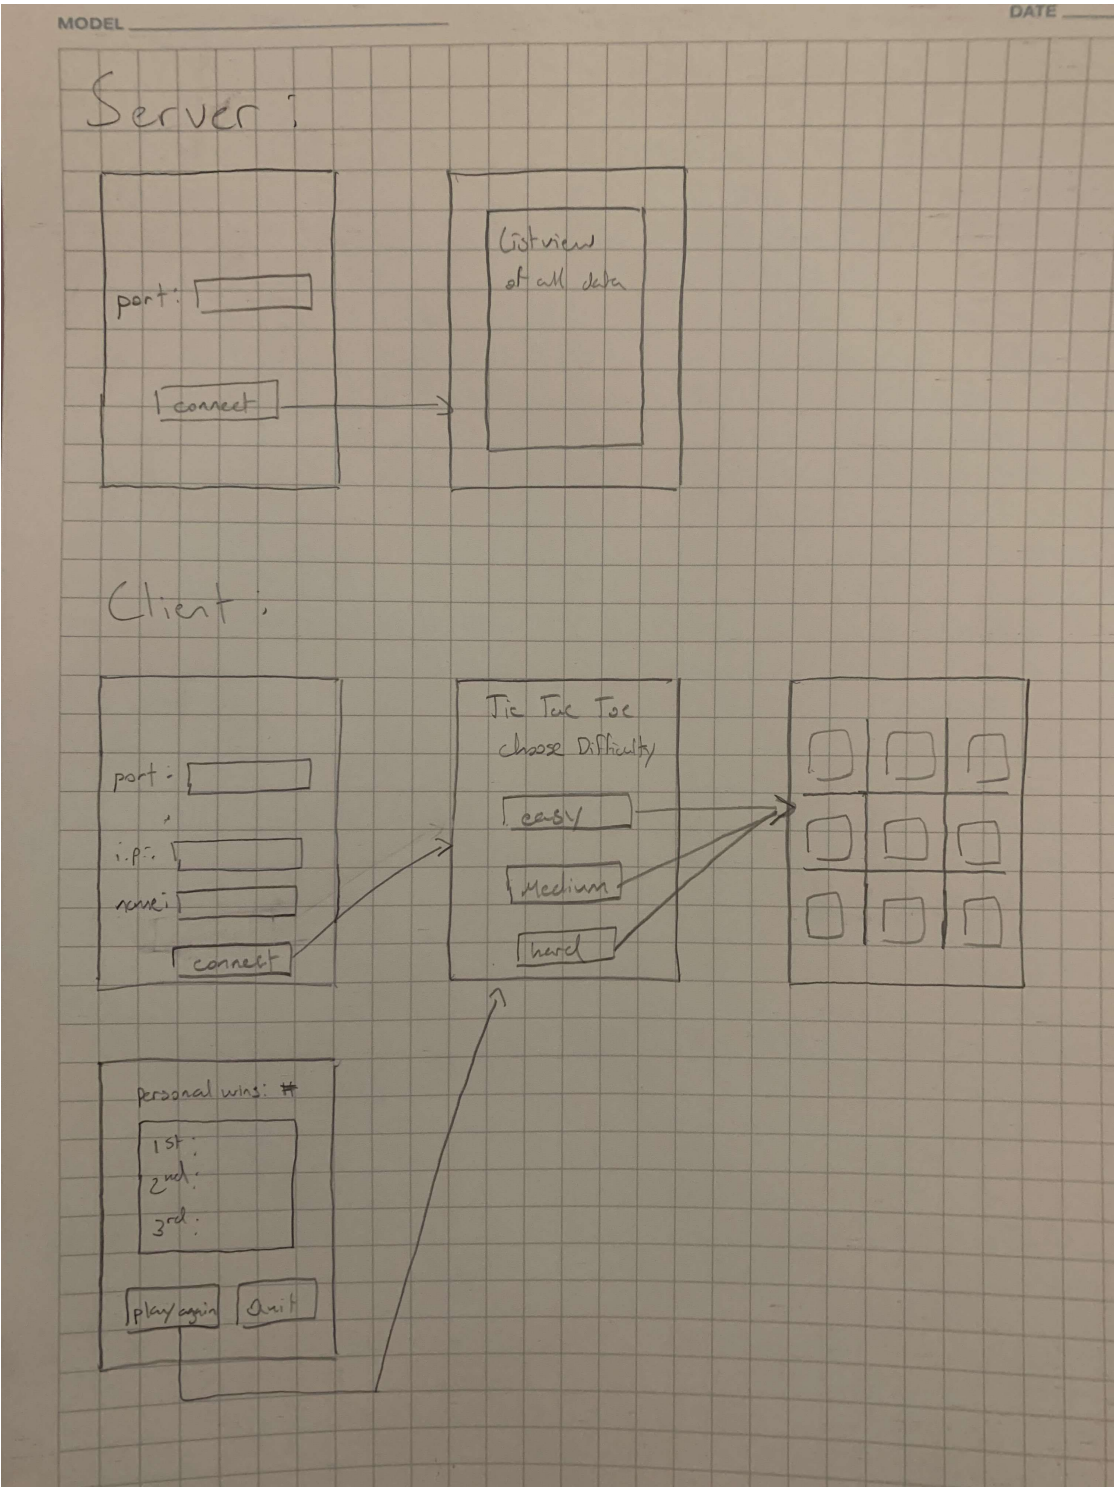 MODEL
DATE
Server :
port:
connect
Listview
of all data
Client :
port :
i.p:
name:
connect
Tic Tac Toe
choose Difficulty
easy
Medium
hard
personal wins: #
1st:
2nd:
3rd:
play again
Quit